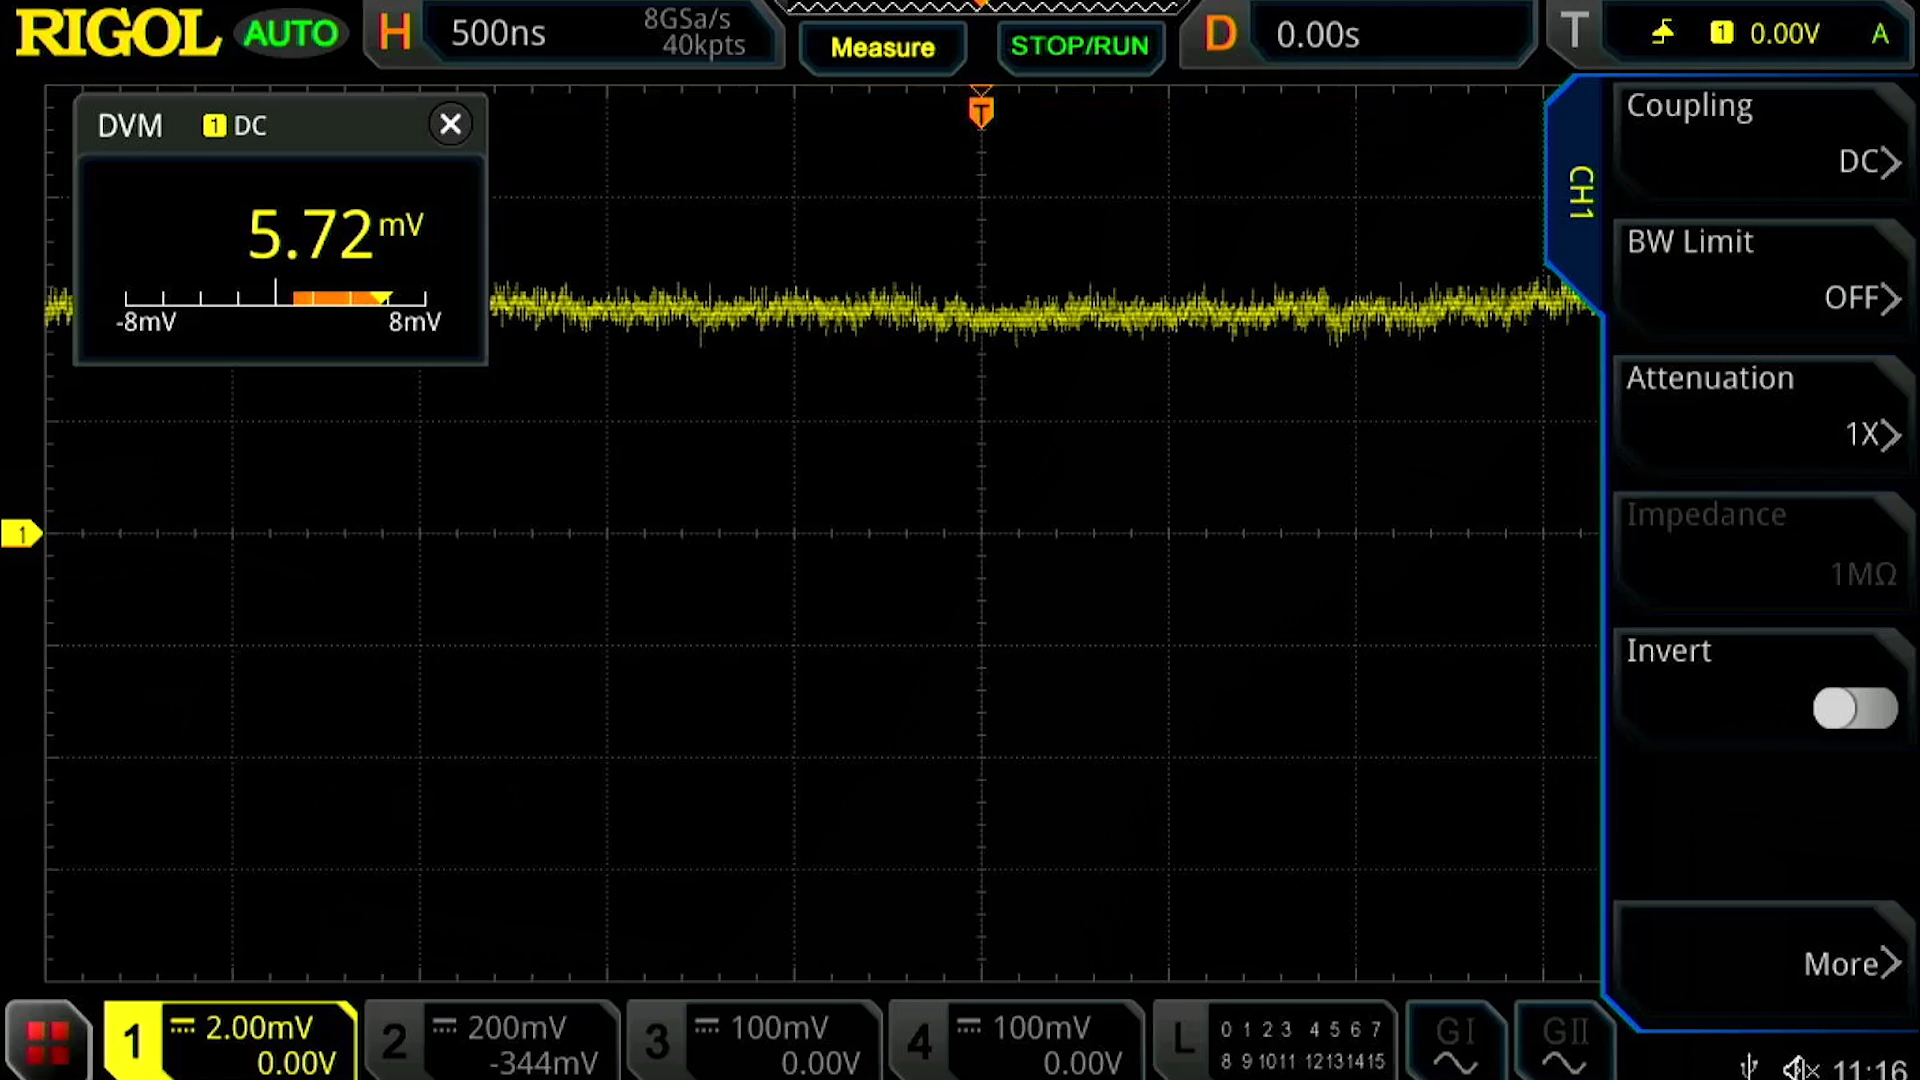 RIGOL AUTO H 500ns 8GSa/s Measure STOP/RUN D 0.00s T 1 0.00V A
40kpts
Coupling
DC
DVM 1 DC
CH1
5.72 mV
BW Limit
OFF
-8mV 8mV
Attenuation
1X
Impedance
1MΩ
1
Invert
More
1 2.00mV 2 200mV 3 100mV 4 100mV L 0 1 2 3 4 5 6 7 GI GII
0.00V -344mV 0.00V 0.00V 8 9 10 11 12 13 14 15 11:16